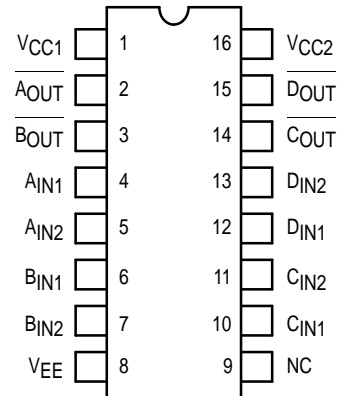 VCC1 1 16 VCC2
AOUT 2 15 DOUT
BOUT 3 14 COUT
AIN1 4 13 DIN2
AIN2 5 12 DIN1
BIN1 6 11 CIN2
BIN2 7 10 CIN1
VEE 8 9 NC